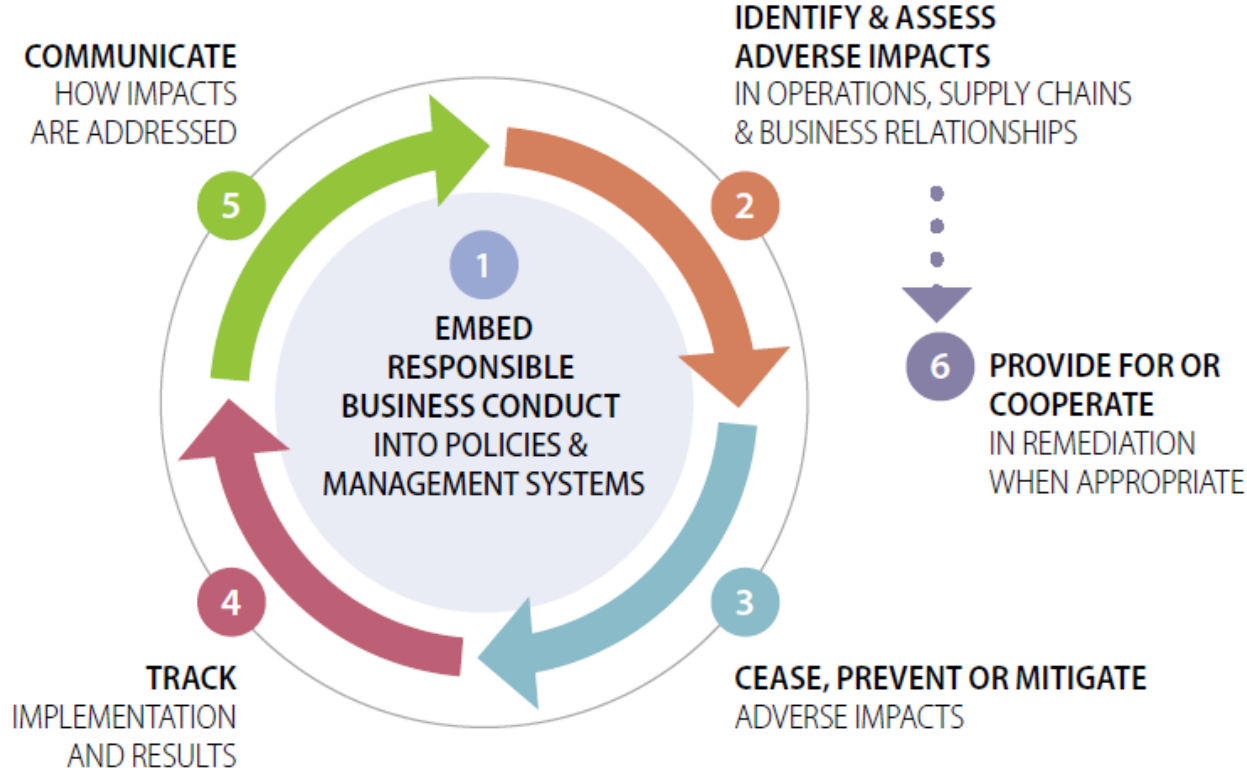 1
EMBED
RESPONSIBLE
BUSINESS CONDUCT
INTO POLICIES &
MANAGEMENT SYSTEMS
2
IDENTIFY & ASSESS
ADVERSE IMPACTS
IN OPERATIONS, SUPPLY CHAINS
& BUSINESS RELATIONSHIPS
3
CEASE, PREVENT OR MITIGATE
ADVERSE IMPACTS
4
TRACK
IMPLEMENTATION
AND RESULTS
5
COMMUNICATE
HOW IMPACTS
ARE ADDRESSED
6
PROVIDE FOR OR
COOPERATE
IN REMEDIATION
WHEN APPROPRIATE